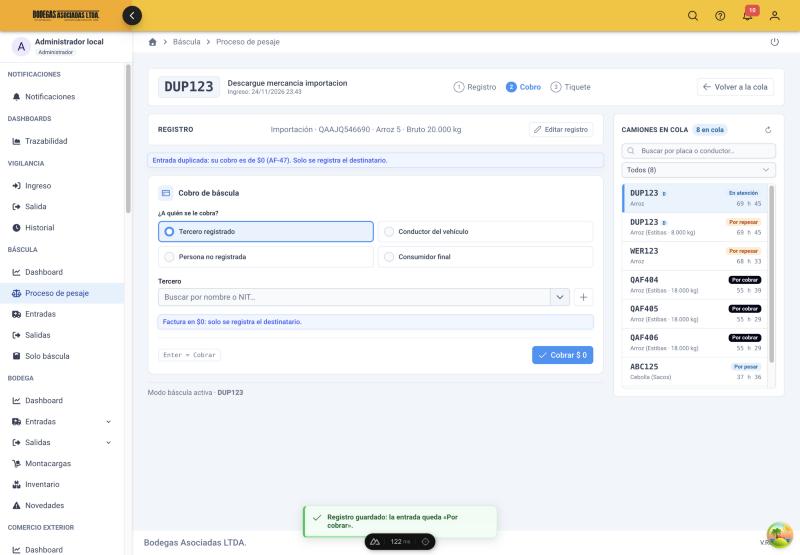 BODEGAS ASOCIADAS LTDA.
10
A
Administrador local
Administrador
Báscula
Proceso de pesaje
NOTIFICACIONES
Notificaciones
DASHBOARDS
Trazabilidad
VIGILANCIA
Ingreso
Salida
Historial
BÁSCULA
Dashboard
Proceso de pesaje
Entradas
Salidas
Solo báscula
BODEGA
Dashboard
Entradas
Salidas
Montacargas
Inventario
Novedades
COMERCIO EXTERIOR
Dashboard
DUP123
Descargue mercancia importacion
Ingreso: 24/11/2026 23:43
1 Registro
2 Cobro
3 Tiquete
Volver a la cola
REGISTRO
Importación · QAAJQ546690 · Arroz 5 · Bruto 20.000 kg
Editar registro
Entrada duplicada: su cobro es de $0 (AF-47). Solo se registra el destinatario.
Cobro de báscula
¿A quién se le cobra?
Tercero registrado
Conductor del vehículo
Persona no registrada
Consumidor final
Tercero
Buscar por nombre o NIT...
Factura en $0: solo se registra el destinatario.
Enter = Cobrar
Cobrar $ 0
Modo báscula activa · DUP123
CAMIONES EN COLA
8 en cola
Buscar por placa o conductor...
Todos (8)
DUP123 D
En atención
Arroz
69 h 45
DUP123 D
Por repesar
Arroz (Estibas · 8.000 kg)
69 h 45
WER123
Por repesar
Arroz
68 h 33
QAF404
Por cobrar
Arroz (Estibas · 18.000 kg)
55 h 39
QAF405
Por cobrar
Arroz (Estibas · 18.000 kg)
55 h 29
QAF406
Por cobrar
Arroz (Estibas · 18.000 kg)
55 h 29
ABC125
Por pesar
Cebolla (Sacos)
37 h 36
Registro guardado: la entrada queda «Por
cobrar».
122 ms
Bodegas Asociadas LTDA.